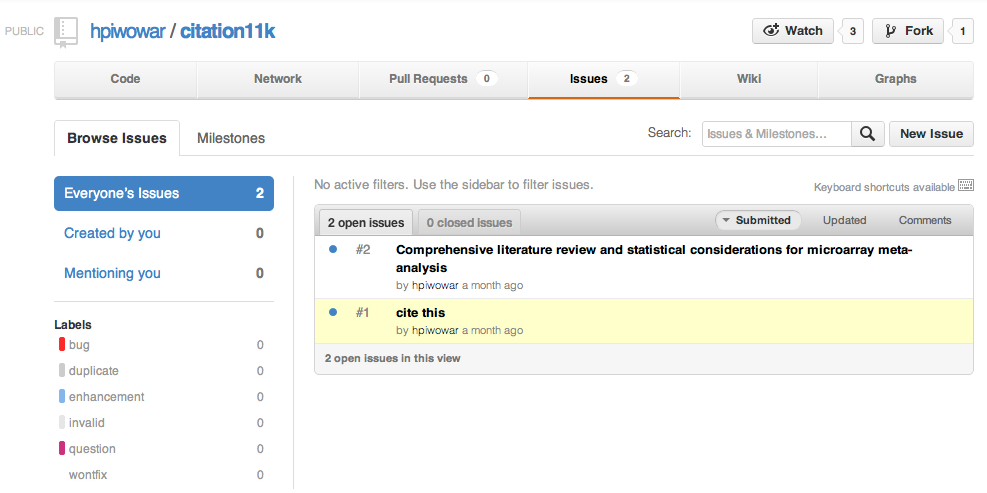 PUBLIC hpiwowar / citation11k Watch 3 Fork 1
Code Network Pull Requests 0 Issues 2 Wiki Graphs
Browse Issues Milestones Search: Issues & Milestones... New Issue
Everyone's Issues 2
Created by you 0
Mentioning you 0
Labels
bug 0
duplicate 0
enhancement 0
invalid 0
question 0
wontfix 0
No active filters. Use the sidebar to filter issues. Keyboard shortcuts available
2 open issues 0 closed issues Submitted Updated Comments
#2 Comprehensive literature review and statistical considerations for microarray meta-
analysis
by hpiwowar a month ago
#1 cite this
by hpiwowar a month ago
2 open issues in this view